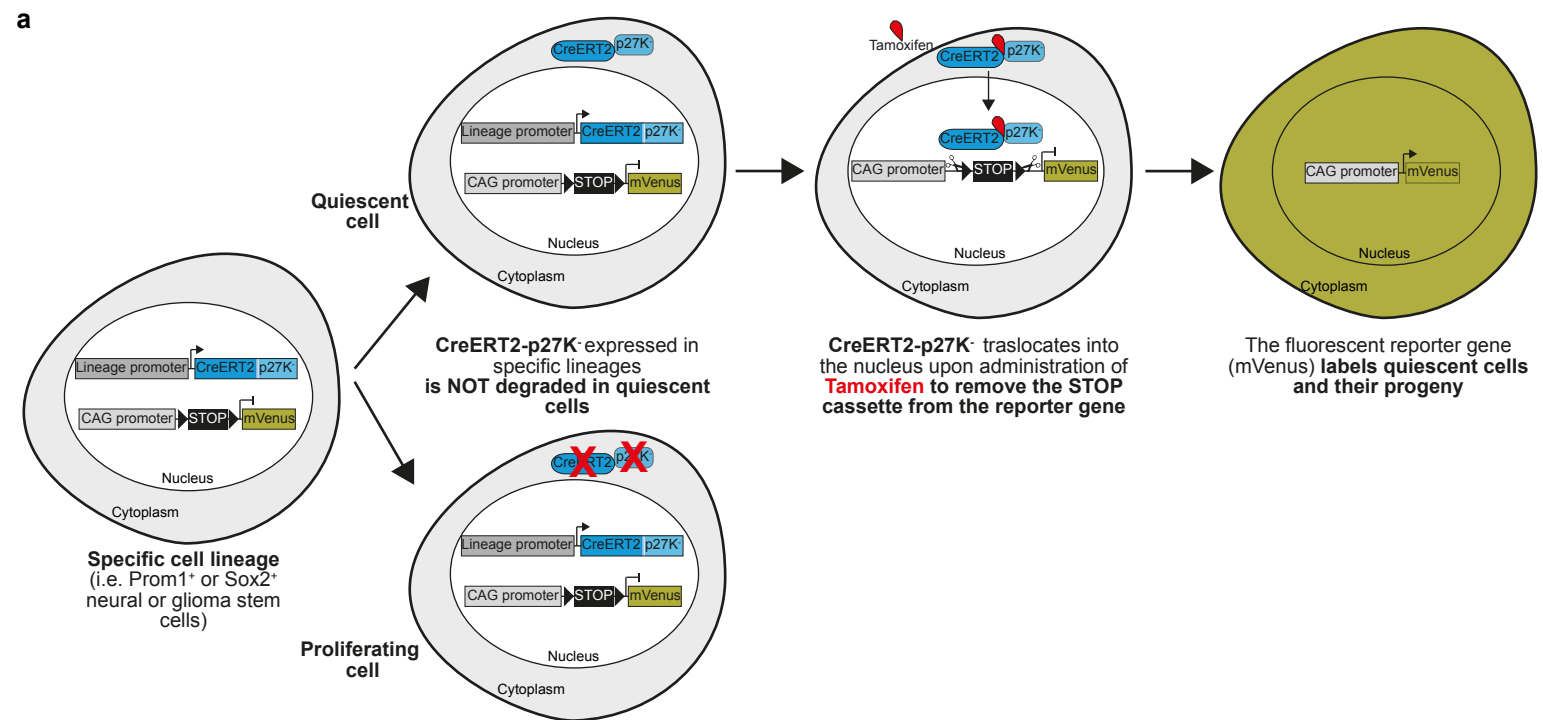 a
CreERT2 p27K-
Lineage promoter CreERT2 p27K-
CAG promoter STOP mVenus
Nucleus
Cytoplasm
Quiescent
cell
CreERT2-p27K- expressed in
specific lineages
is NOT degraded in quiescent
cells
Tamoxifen
CreERT2 p27K-
CreERT2 p27K-
CAG promoter STOP mVenus
Nucleus
Cytoplasm
CreERT2-p27K- traslocates into
the nucleus upon administration of
Tamoxifen to remove the STOP
cassette from the reporter gene
CAG promoter mVenus
Nucleus
Cytoplasm
The fluorescent reporter gene
(mVenus) labels quiescent cells
and their progeny
Lineage promoter CreERT2 p27K-
CAG promoter STOP mVenus
Nucleus
Cytoplasm
Specific cell lineage
(i.e. Prom1+ or Sox2+
neural or glioma stem
cells)
CreERT2 p27K-
Lineage promoter CreERT2 p27K-
CAG promoter STOP mVenus
Nucleus
Cytoplasm
Proliferating
cell